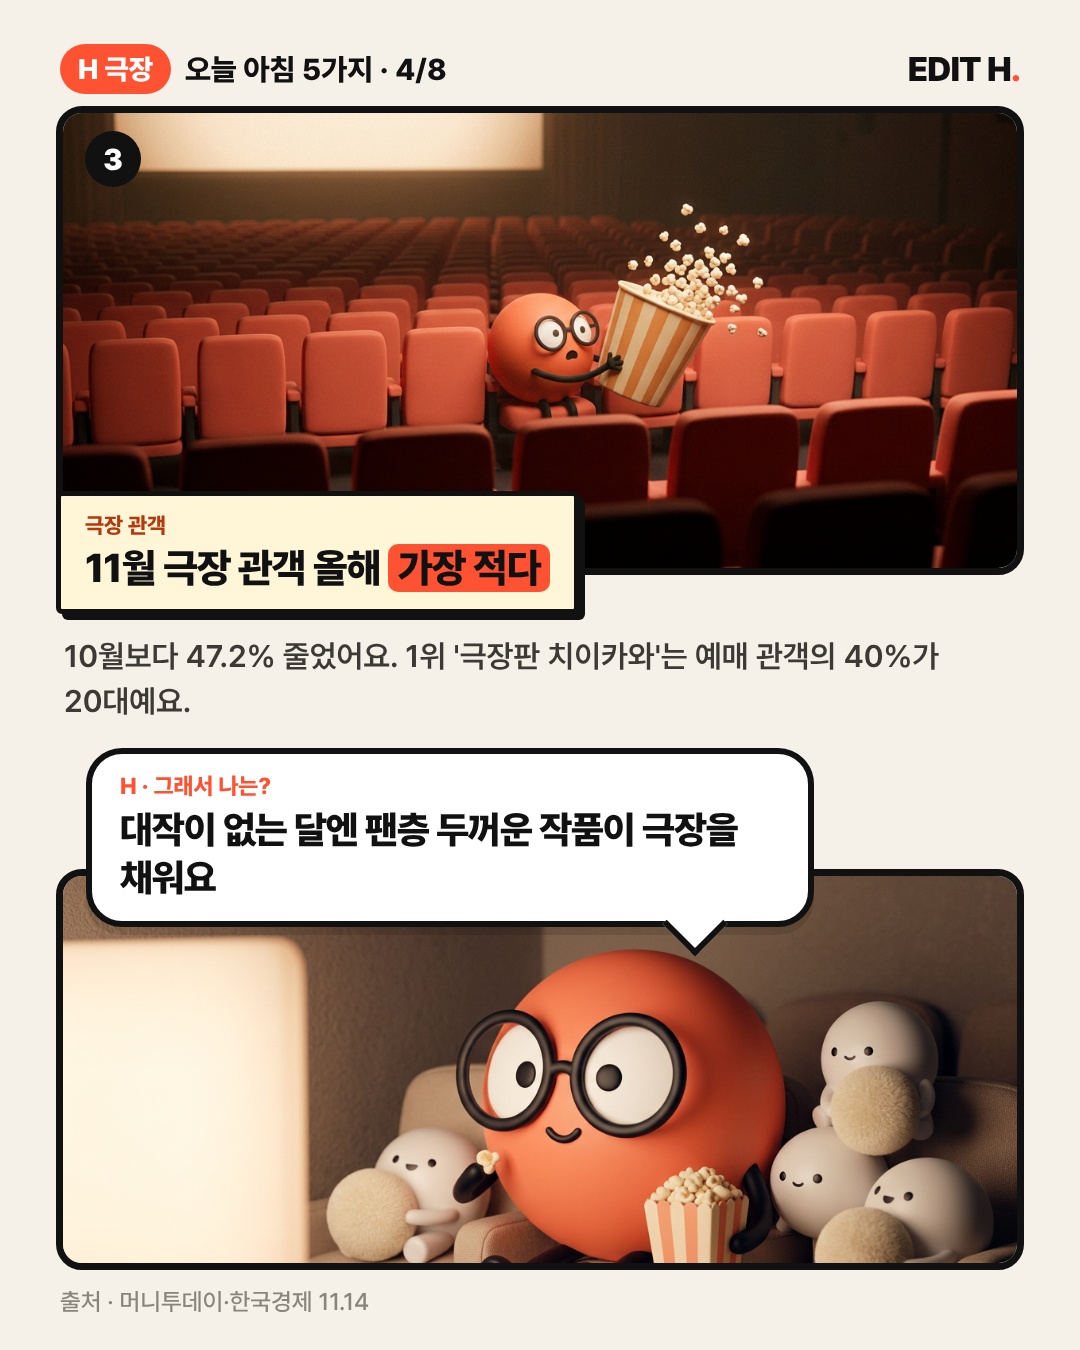 H 극장 오늘 아침 5가지 · 4/8
EDIT H.
3
극장 관객
11월 극장 관객 올해 가장 적다
10월보다 47.2% 줄었어요. 1위 '극장판 치이카와'는 예매 관객의 40%가
20대예요.
H · 그래서 나는?
대작이 없는 달엔 팬층 두꺼운 작품이 극장을
채워요
출처 · 머니투데이·한국경제 11.14